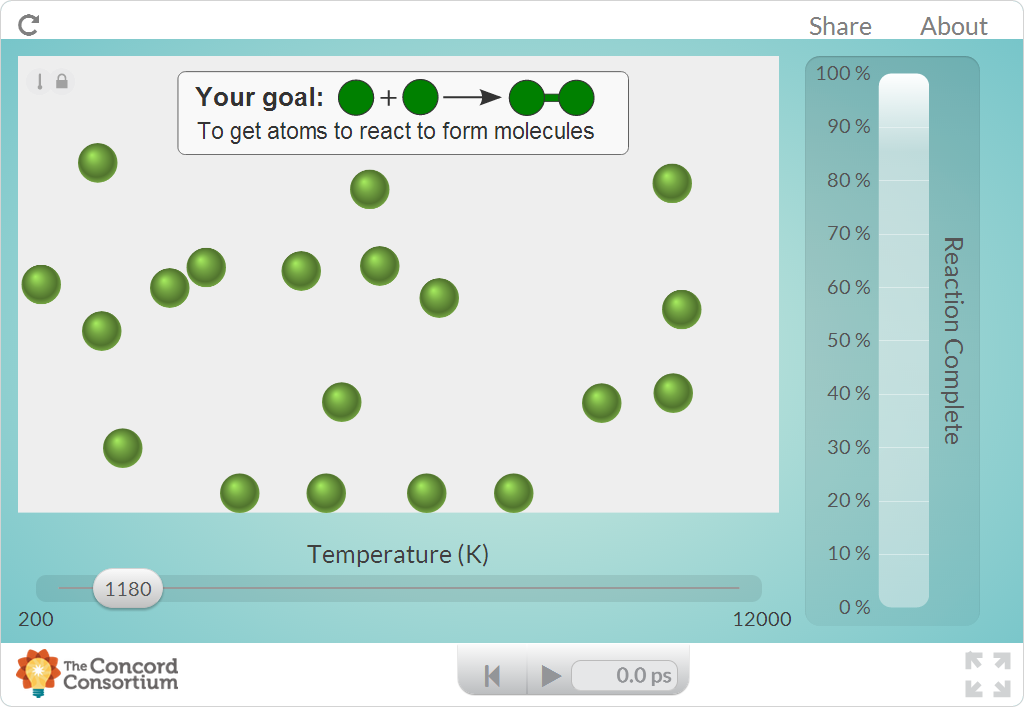 Share
About
Your goal: +
To get atoms to react to form molecules
100 %
90 %
80 %
70 %
60 %
50 %
40 %
30 %
20 %
10 %
0 %
Reaction Complete
Temperature (K)
1180
200
12000
The Concord
Consortium
0.0 ps